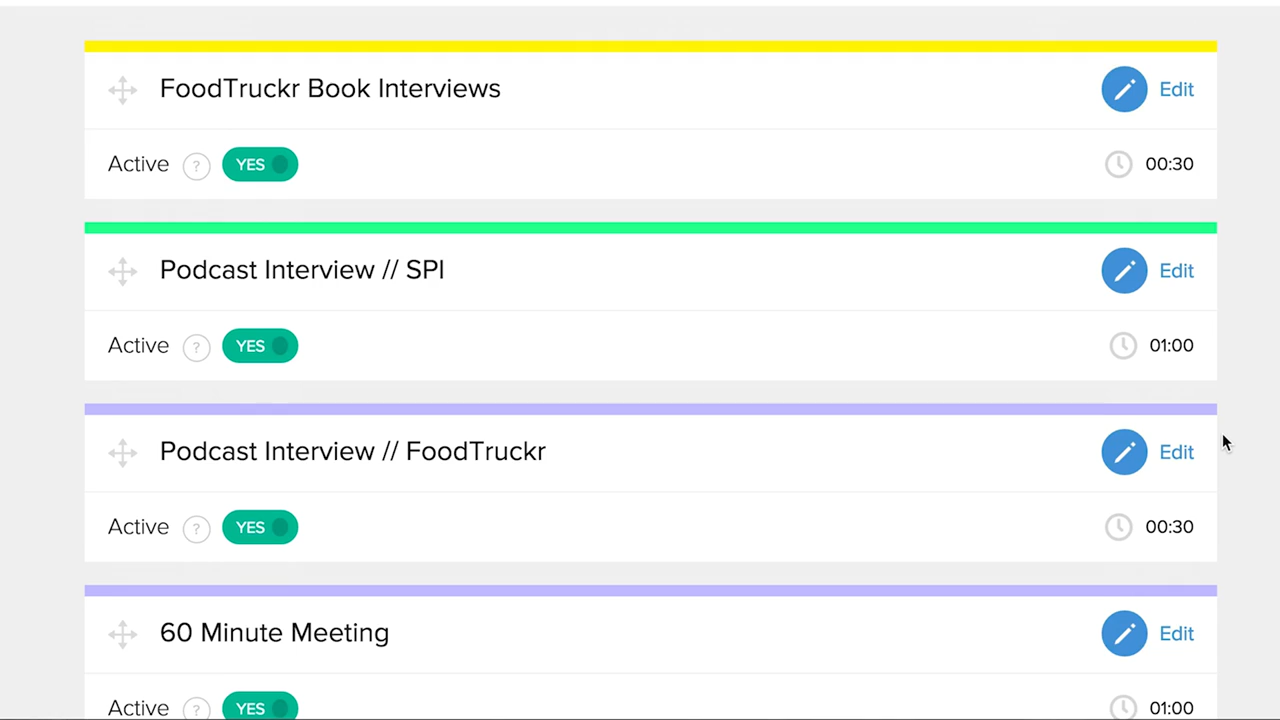 FoodTruckr Book Interviews
Edit
Active ? YES 00:30
Podcast Interview // SPI
Edit
Active ? YES 01:00
Podcast Interview // FoodTruckr
Edit
Active ? YES 00:30
60 Minute Meeting
Edit
Active ? YES 01:00